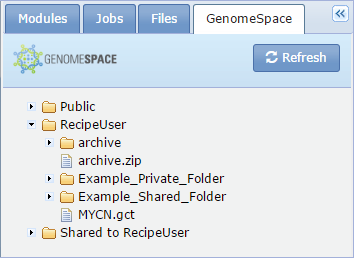 Modules Jobs Files GenomeSpace
GENOMESPACE Refresh
Public
RecipeUser
archive
archive.zip
Example_Private_Folder
Example_Shared_Folder
MYCN.gct
Shared to RecipeUser